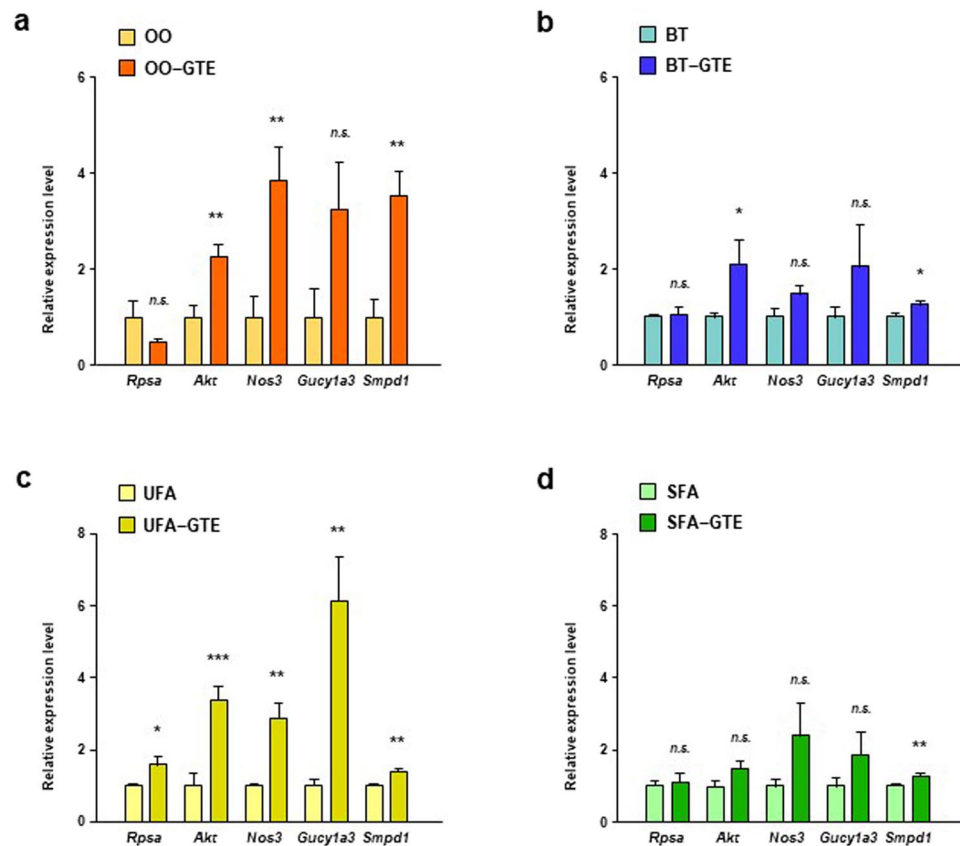 a
OO
OO–GTE
Relative expression level
6
4
2
0
n.s.
**
**
n.s.
**
Rpsa Akt Nos3 Gucy1a3 Smpd1
b
BT
BT–GTE
Relative expression level
6
4
2
0
n.s.
*
n.s.
n.s.
*
Rpsa Akt Nos3 Gucy1a3 Smpd1
c
UFA
UFA–GTE
Relative expression level
8
6
4
2
0
*
***
**
**
**
Rpsa Akt Nos3 Gucy1a3 Smpd1
d
SFA
SFA–GTE
Relative expression level
8
6
4
2
0
n.s.
n.s.
n.s.
n.s.
**
Rpsa Akt Nos3 Gucy1a3 Smpd1